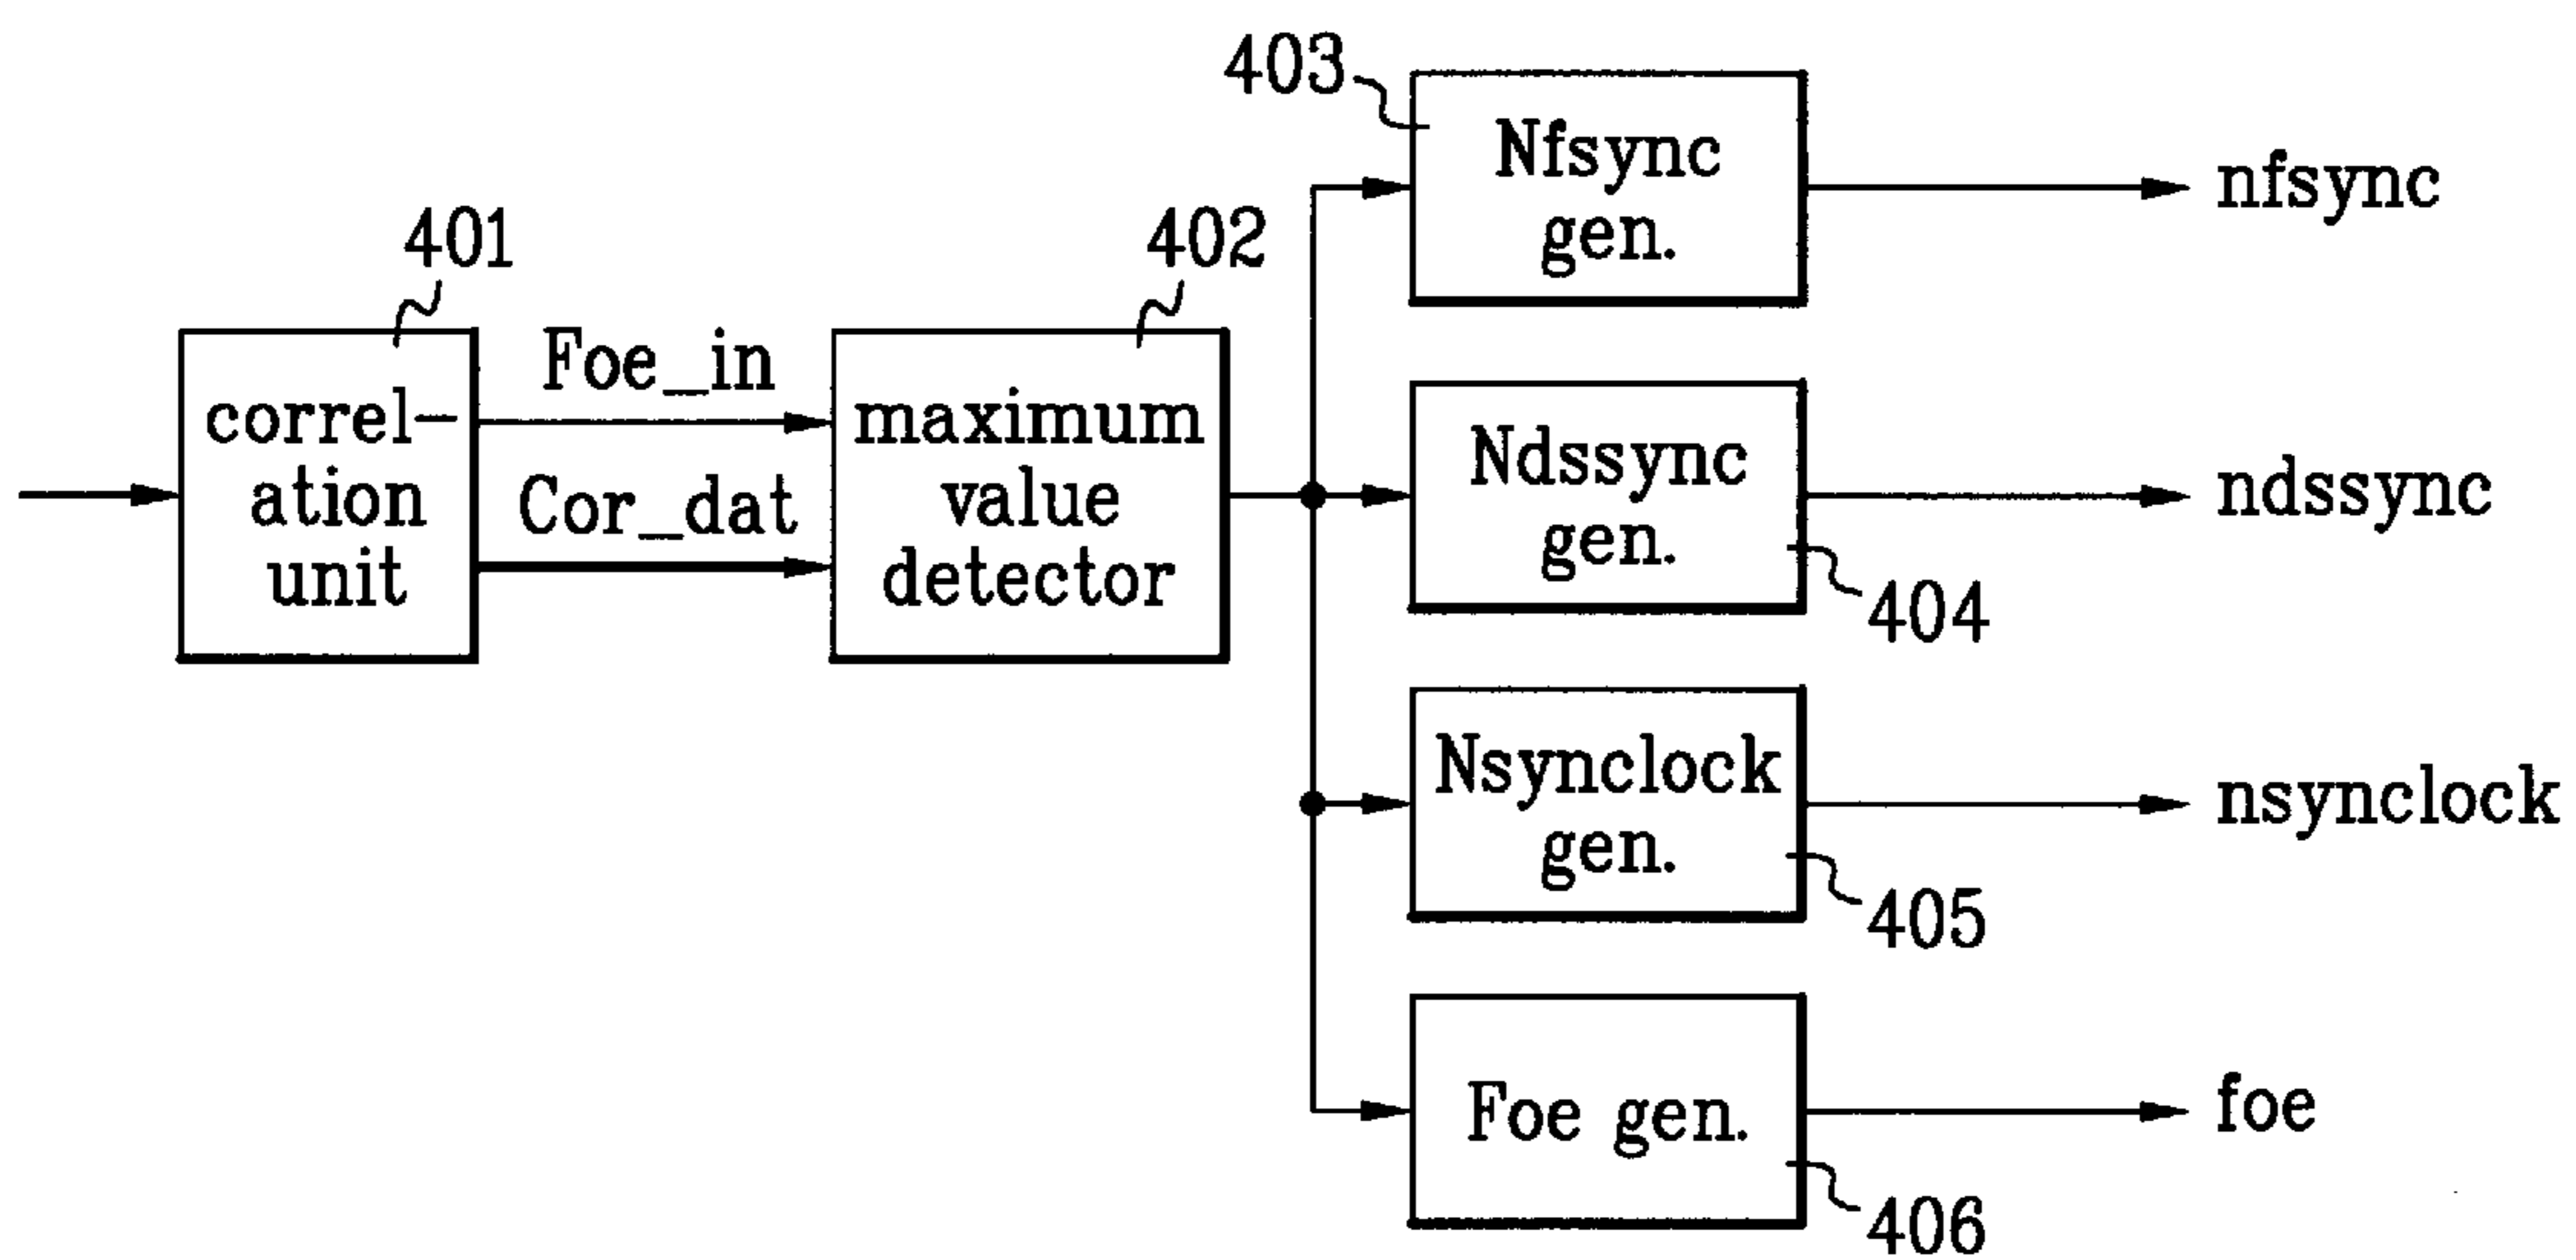 403
Nfsync
gen.
nfsync
401
402
Foe_in
Cor_dat
correl-
ation
unit
maximum
value
detector
Ndssync
gen.
ndssync
404
Nsynclock
gen.
nsynclock
405
Foe gen.
foe
406